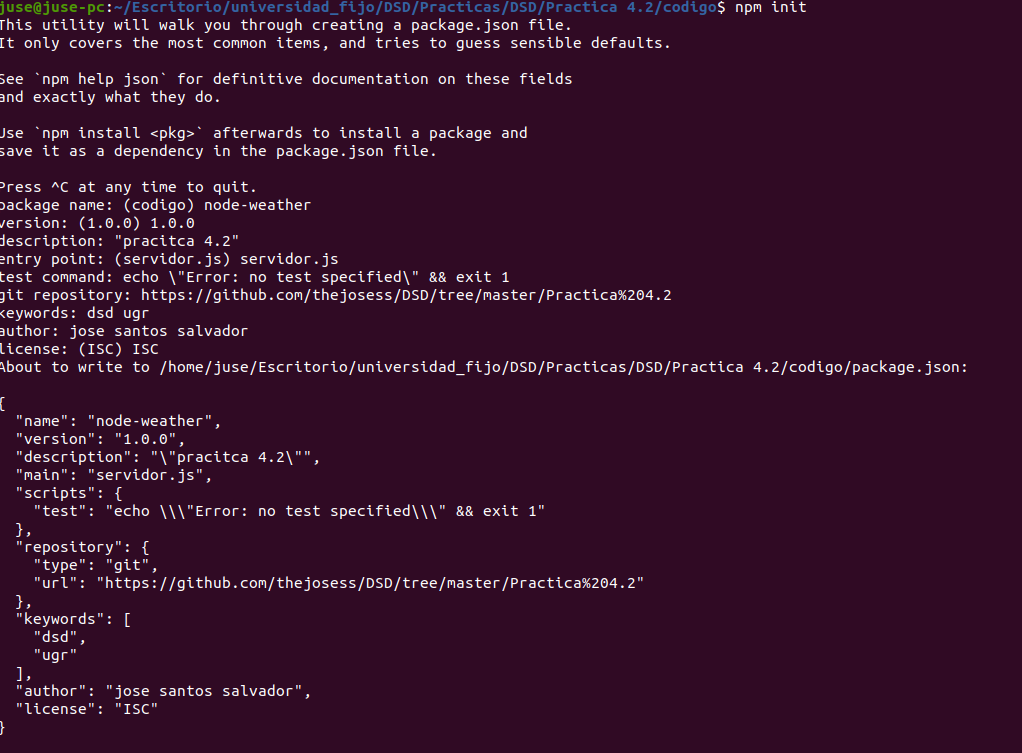 juse@juse-pc:~/Escritorio/universidad_fijo/DSD/Practicas/DSD/Practica 4.2/codigo$ npm init
This utility will walk you through creating a package.json file.
It only covers the most common items, and tries to guess sensible defaults.

See `npm help json` for definitive documentation on these fields
and exactly what they do.

Use `npm install <pkg>` afterwards to install a package and
save it as a dependency in the package.json file.

Press ^C at any time to quit.
package name: (codigo) node-weather
version: (1.0.0) 1.0.0
description: "pracitca 4.2"
entry point: (servidor.js) servidor.js
test command: echo \"Error: no test specified\" && exit 1
git repository: https://github.com/thejosess/DSD/tree/master/Practica%204.2
keywords: dsd ugr
author: jose santos salvador
license: (ISC) ISC
About to write to /home/juse/Escritorio/universidad_fijo/DSD/Practicas/DSD/Practica 4.2/codigo/package.json:

{
  "name": "node-weather",
  "version": "1.0.0",
  "description": "\"pracitca 4.2\"",
  "main": "servidor.js",
  "scripts": {
    "test": "echo \\\"Error: no test specified\\\" && exit 1"
  },
  "repository": {
    "type": "git",
    "url": "https://github.com/thejosess/DSD/tree/master/Practica%204.2"
  },
  "keywords": [
    "dsd",
    "ugr"
  ],
  "author": "jose santos salvador",
  "license": "ISC"
}